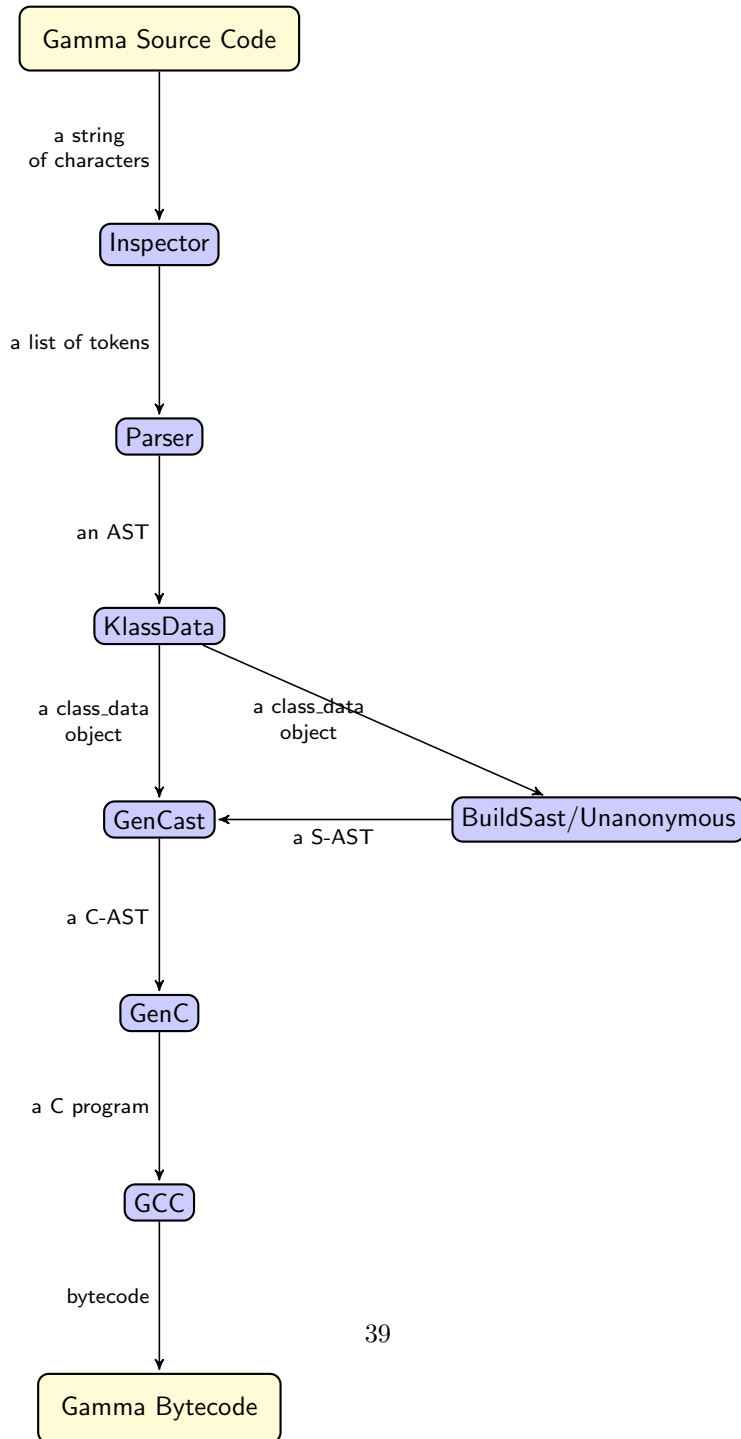 Gamma Source Code
a string
of characters
Inspector
a list of tokens
Parser
an AST
KlassData
a class_data
object
a class_data
object
GenCast
BuildSast/Unanonymous
a S-AST
a C-AST
GenC
a C program
GCC
bytecode
39
Gamma Bytecode